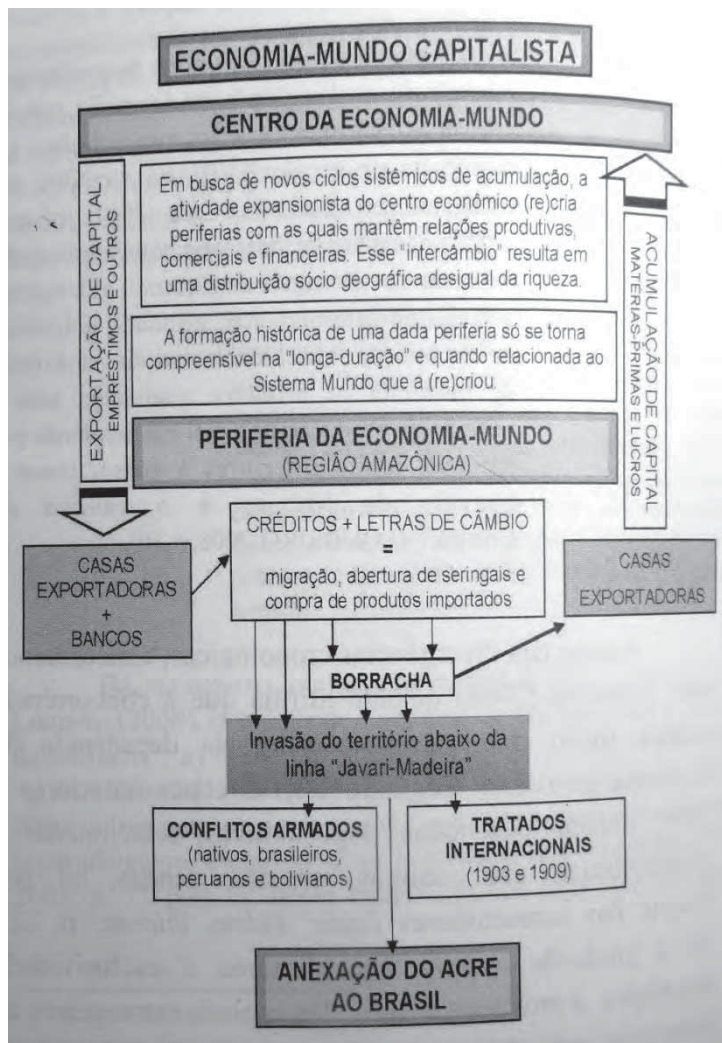 ECONOMIA-MUNDO CAPITALISTA
CENTRO DA ECONOMIA-MUNDO
EXPORTAÇÃO DE CAPITAL
EMPRÉSTIMOS E OUTROS
Em busca de novos ciclos sistêmicos de acumulação, a
atividade expansionista do centro econômico (re)cria
periferias com as quais mantêm relações produtivas,
comerciais e financeiras. Esse "intercâmbio" resulta em
uma distribuição sócio geográfica desigual da riqueza.
A formação histórica de uma dada periferia só se torna
compreensível na "longa-duração" e quando relacionada ao
Sistema Mundo que a (re)criou.
ACUMULAÇÃO DE CAPITAL
MATÉRIAS-PRIMAS E LUCROS
PERIFERIA DA ECONOMIA-MUNDO
(REGIÂO AMAZÔNICA)
CASAS
EXPORTADORAS
+
BANCOS
CRÉDITOS + LETRAS DE CÂMBIO
=
migração, abertura de seringais e
compra de produtos importados
CASAS
EXPORTADORAS
BORRACHA
Invasão do território abaixo da
linha "Javari-Madeira"
CONFLITOS ARMADOS
(nativos, brasileiros,
peruanos e bolivianos)
TRATADOS
INTERNACIONAIS
(1903 e 1909)
ANEXAÇÃO DO ACRE
AO BRASIL